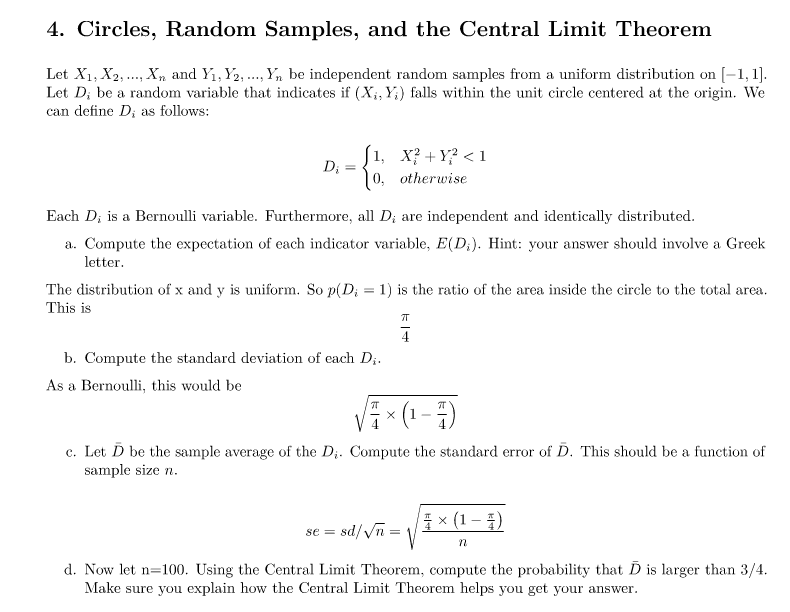 4. Circles, Random Samples, and the Central Limit Theorem
Let X₁, X₂, ..., Xₙ and Y₁, Y₂, ..., Yₙ be independent random samples from a uniform distribution on [−1, 1].
Let Dᵢ be a random variable that indicates if (Xᵢ, Yᵢ) falls within the unit circle centered at the origin. We
can define Dᵢ as follows:
Dᵢ = {1, Xᵢ² + Yᵢ² < 1
0, otherwise
Each Dᵢ is a Bernoulli variable. Furthermore, all Dᵢ are independent and identically distributed.
a. Compute the expectation of each indicator variable, E(Dᵢ). Hint: your answer should involve a Greek
letter.
The distribution of x and y is uniform. So p(Dᵢ = 1) is the ratio of the area inside the circle to the total area.
This is
π/4
b. Compute the standard deviation of each Dᵢ.
As a Bernoulli, this would be
√(π/4 × (1 − π/4))
c. Let D̄ be the sample average of the Dᵢ. Compute the standard error of D̄. This should be a function of
sample size n.
se = sd/√n = √((π/4 × (1 − π/4))/n)
d. Now let n=100. Using the Central Limit Theorem, compute the probability that D̄ is larger than 3/4.
Make sure you explain how the Central Limit Theorem helps you get your answer.